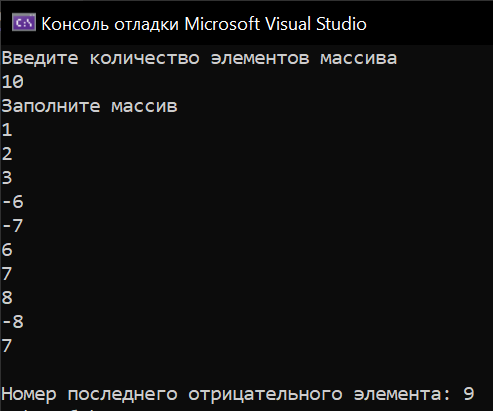 C:\
Консоль отладки Microsoft Visual Studio
Введите количество элементов массива
10
Заполните массив
1
2
3
-6
-7
6
7
8
-8
7
Номер последнего отрицательного элемента: 9